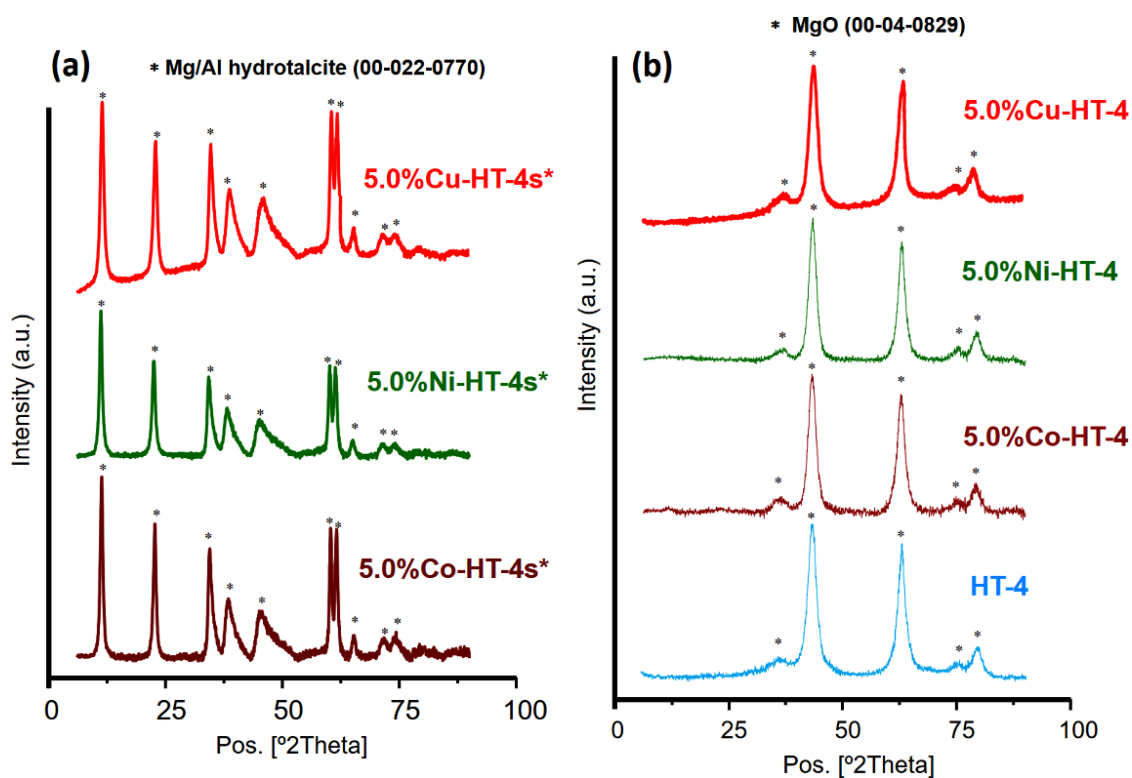 (a)
* Mg/Al hydrotalcite (00-022-0770)
5.0%Cu-HT-4s*
5.0%Ni-HT-4s*
5.0%Co-HT-4s*
Intensity (a.u.)
0 25 50 75 100
Pos. [º2Theta]
* MgO (00-04-0829)
(b)
5.0%Cu-HT-4
5.0%Ni-HT-4
5.0%Co-HT-4
HT-4
Intensity (a.u.)
0 25 50 75 100
Pos. [º2Theta]